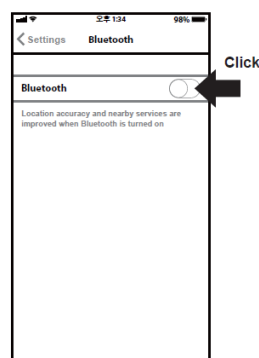 오후 1:34 98%
Settings Bluetooth
Click
Bluetooth
Location accuracy and nearby services are
improved when Bluetooth is turned on